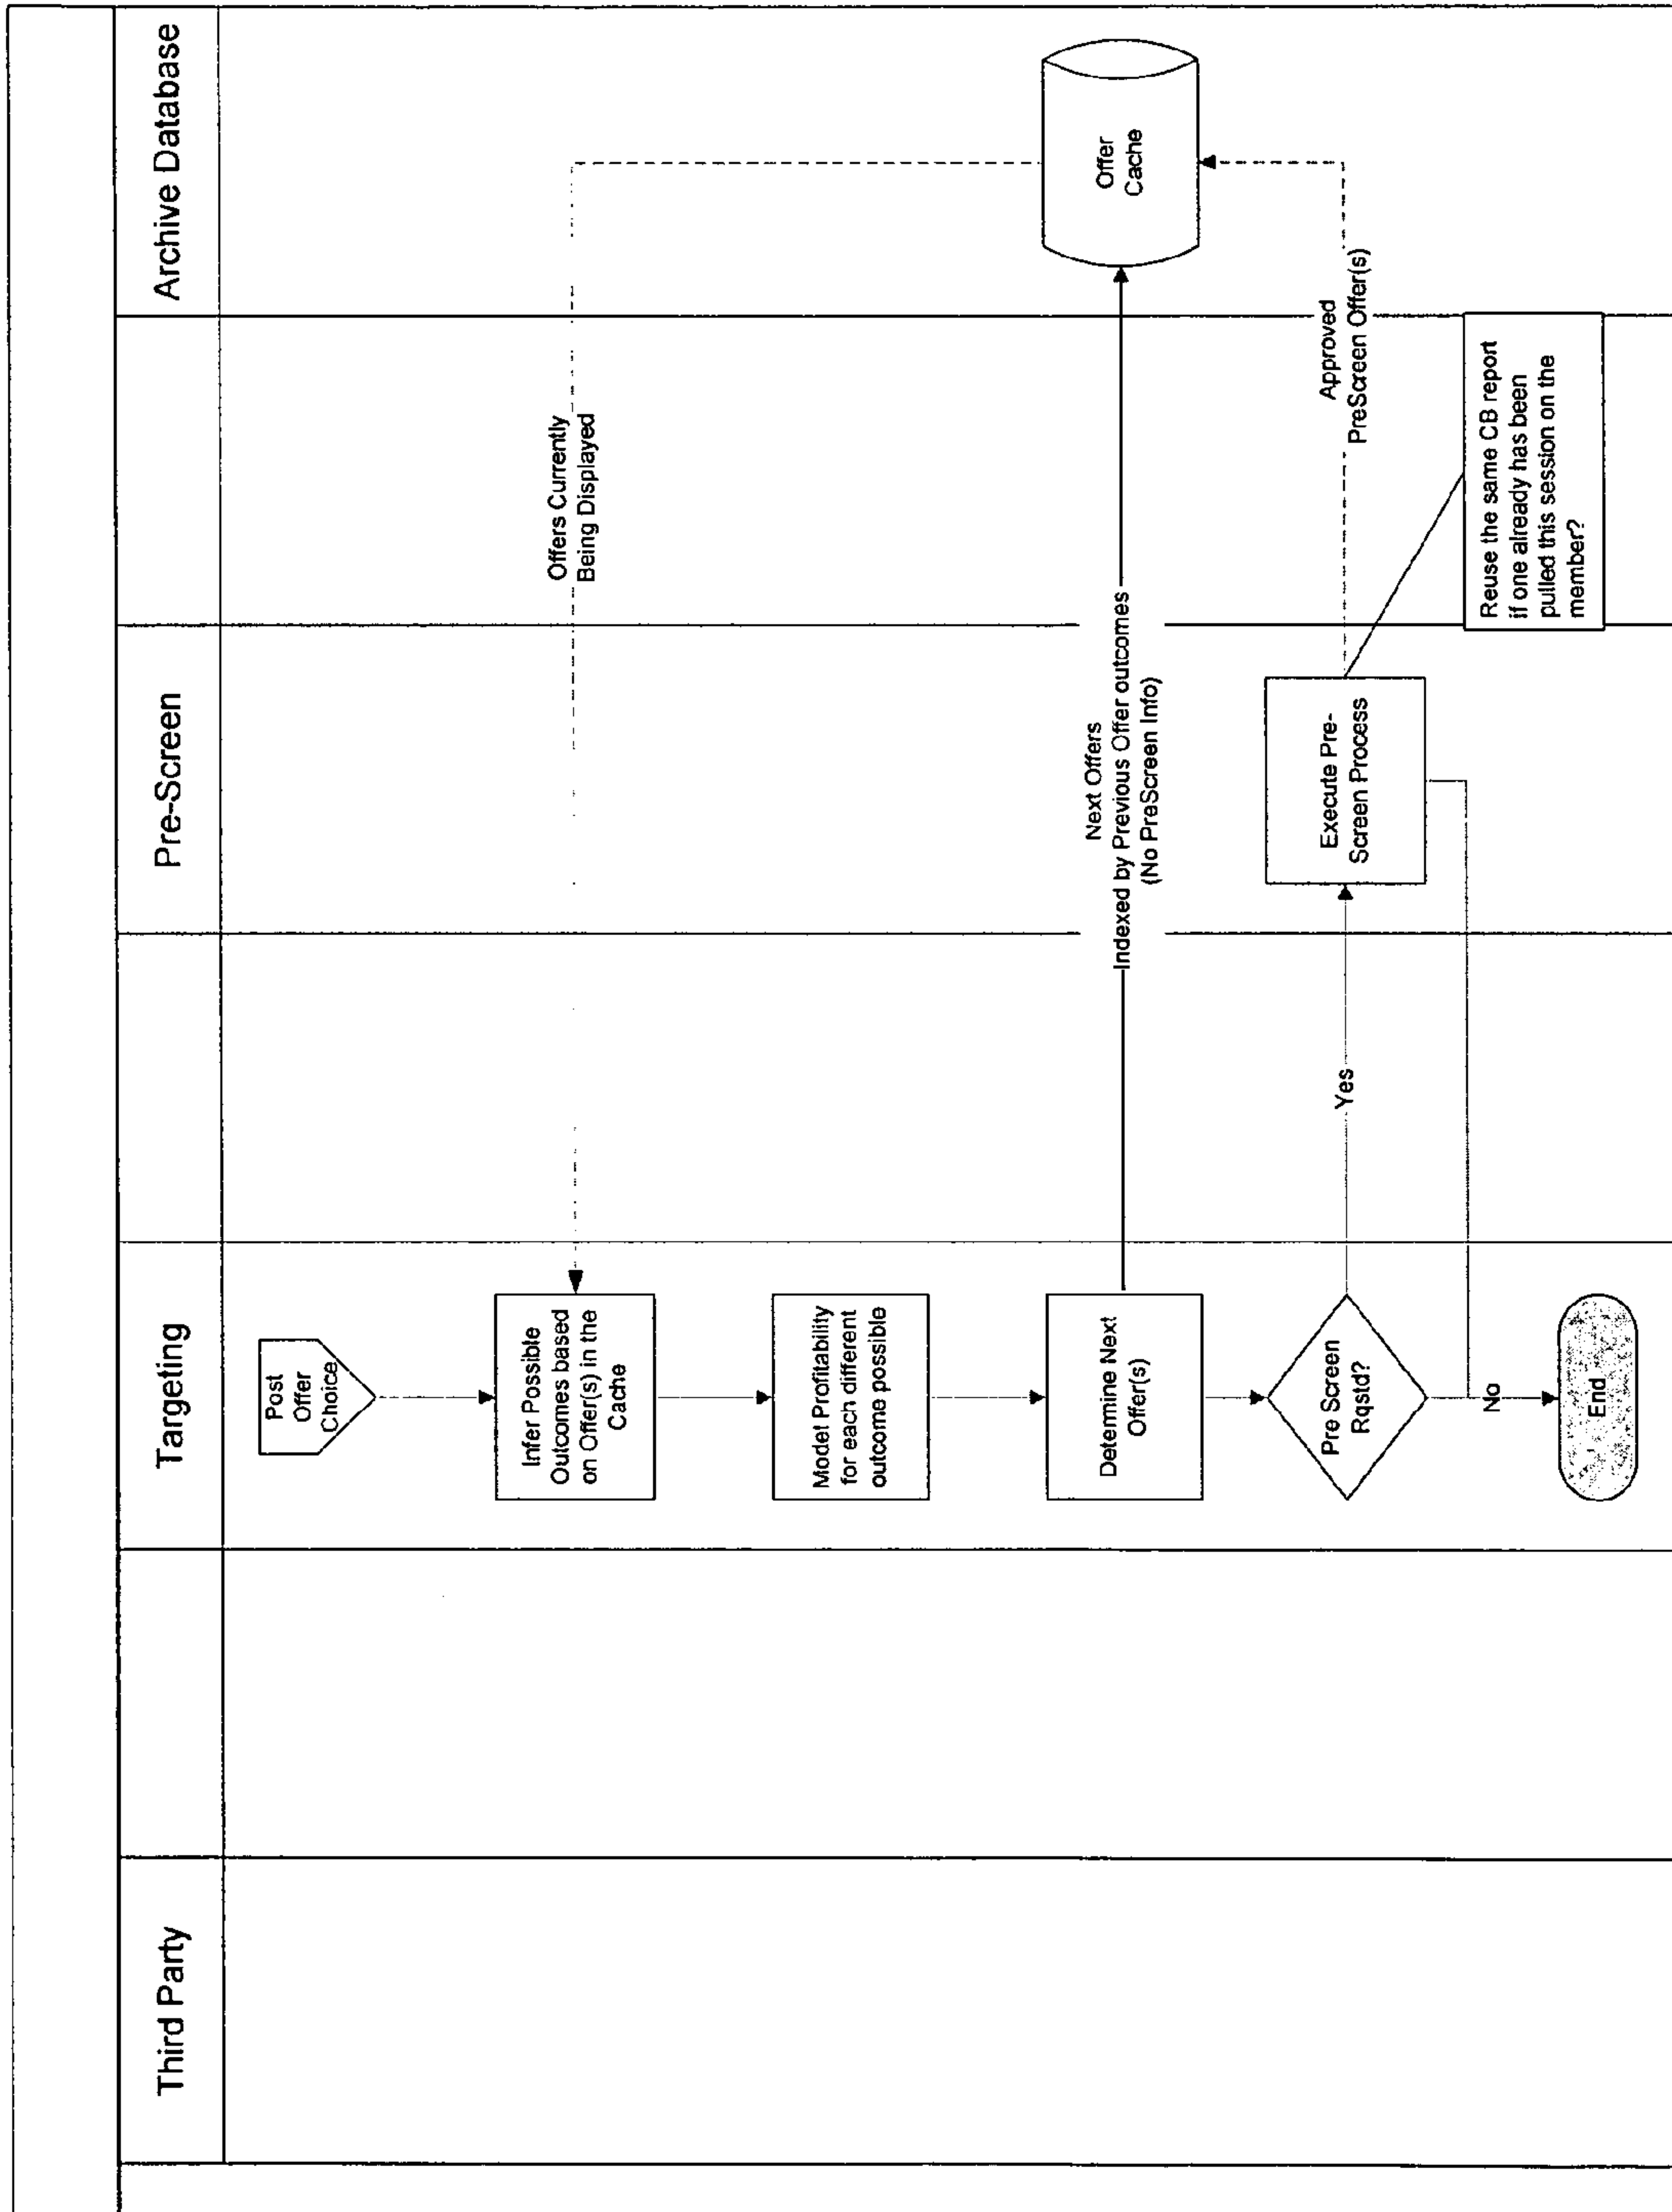 Third Party
Targeting
Pre-Screen
Archive Database
Post
Offer
Choice
Infer Possible
Outcomes based
on Offer(s) in the
Cache
Offers Currently
Being Displayed
Model Profitability
for each different
outcome possible
Determine Next
Offer(s)
Next Offers
Indexed by Previous Offer outcomes
(No PreScreen Info)
Offer
Cache
Pre Screen
Rqstd?
Yes
Execute Pre-
Screen Process
Approved
PreScreen Offer(s)
Reuse the same CB report
if one already has been
pulled this session on the
member?
No
End